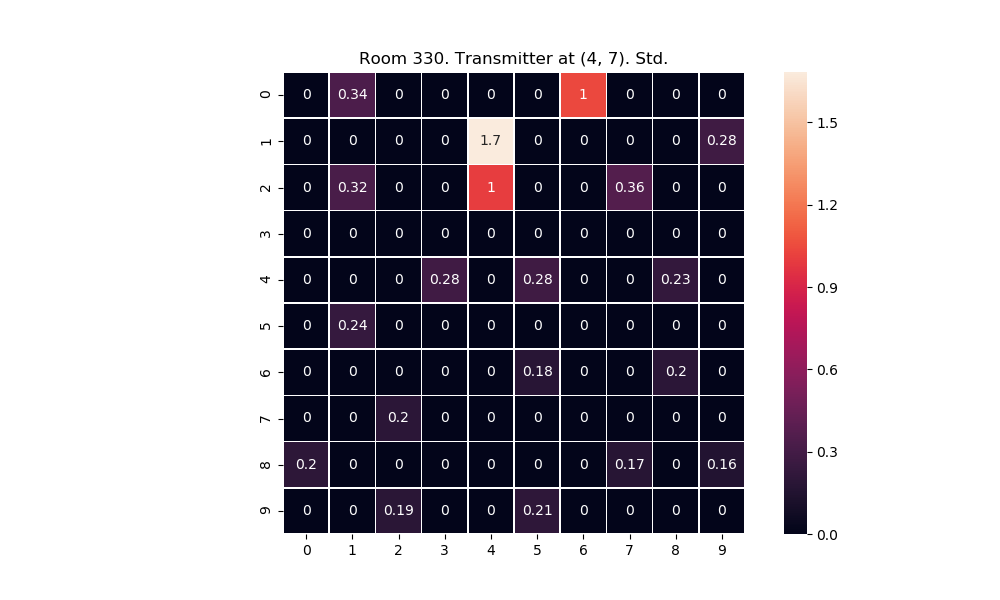 Room 330. Transmitter at (4, 7). Std.
0 0 0.34 0 0 0 0 1 0 0 0
1 0 0 0 0 1.7 0 0 0 0 0.28
2 0 0.32 0 0 1 0 0 0.36 0 0
3 0 0 0 0 0 0 0 0 0 0
4 0 0 0 0.28 0 0.28 0 0 0.23 0
5 0 0.24 0 0 0 0 0 0 0 0
6 0 0 0 0 0 0.18 0 0 0.2 0
7 0 0 0.2 0 0 0 0 0 0 0
8 0.2 0 0 0 0 0 0 0.17 0 0.16
9 0 0 0.19 0 0 0.21 0 0 0 0
0 1 2 3 4 5 6 7 8 9
1.5
1.2
0.9
0.6
0.3
0.0